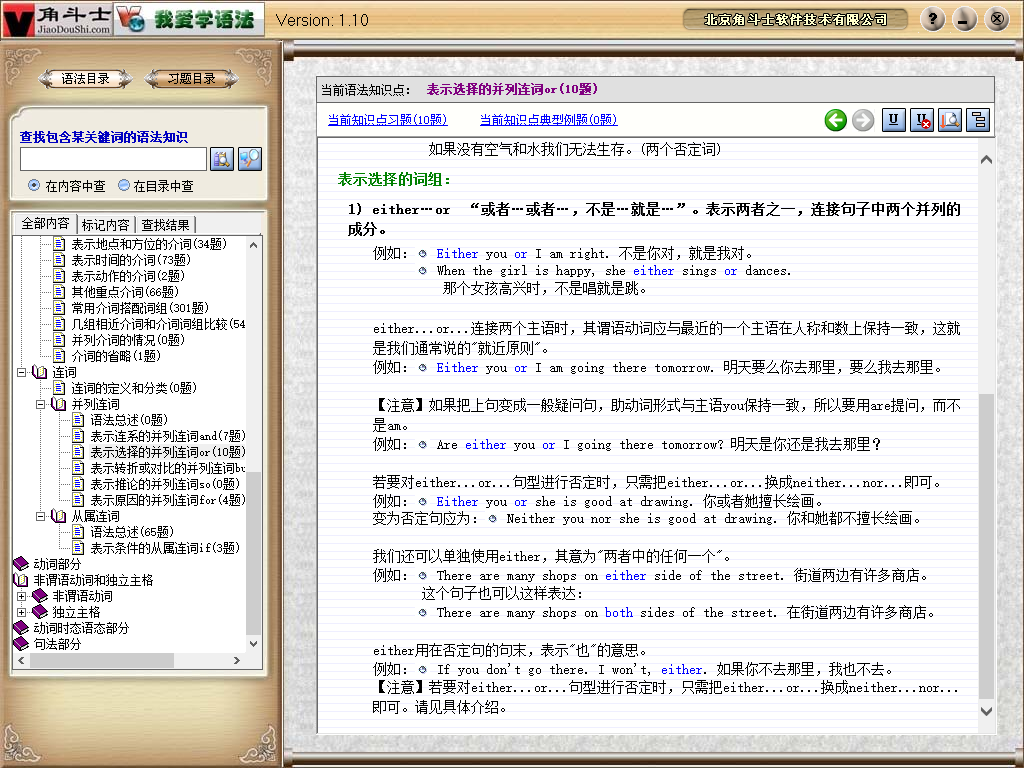 角斗士
JiaoDouShi.com
我爱学语法
Version: 1.10
北京角斗士软件技术有限公司
语法目录
习题目录
查找包含某关键词的语法知识
在内容中查
在目录中查
全部内容
标记内容
查找结果
表示地点和方位的介词(34题)
表示时间的介词(73题)
表示动作的介词(2题)
其他重点介词(66题)
常用介词搭配词组(301题)
几组相近介词和介词词组比较(54
并列介词的情况(0题)
介词的省略(1题)
连词
连词的定义和分类(0题)
并列连词
语法总述(0题)
表示连系的并列连词and(7题)
表示选择的并列连词or(10题)
表示转折或对比的并列连词bu
表示推论的并列连词so(0题)
表示原因的并列连词for(4题)
从属连词
语法总述(65题)
表示条件的从属连词if(3题)
动词部分
非谓语动词和独立主格
非谓语动词
独立主格
动词时态语态部分
句法部分
当前语法知识点： 表示选择的并列连词or(10题)
当前知识点习题(10题)
当前知识点典型例题(0题)
如果没有空气和水我们无法生存。(两个否定词)
表示选择的词组：
1) either…or “或者…或者…，不是…就是…”。表示两者之一，连接句子中两个并列的
成分。
例如： Either you or I am right. 不是你对，就是我对。
When the girl is happy, she either sings or dances.
那个女孩高兴时，不是唱就是跳。
either...or...连接两个主语时，其谓语动词应与最近的一个主语在人称和数上保持一致，这就
是我们通常说的"就近原则"。
例如： Either you or I am going there tomorrow. 明天要么你去那里，要么我去那里。
【注意】如果把上句变成一般疑问句，助动词形式与主语you保持一致，所以要用are提问，而不
是am。
例如： Are either you or I going there tomorrow? 明天是你还是我去那里？
若要对either...or...句型进行否定时，只需把either...or...换成neither...nor...即可。
例如： Either you or she is good at drawing. 你或者她擅长绘画。
变为否定句应为： Neither you nor she is good at drawing. 你和她都不擅长绘画。
我们还可以单独使用either，其意为"两者中的任何一个"。
例如： There are many shops on either side of the street. 街道两边有许多商店。
这个句子也可以这样表达：
There are many shops on both sides of the street. 在街道两边有许多商店。
either用在否定句的句末，表示"也"的意思。
例如： If you don't go there. I won't, either. 如果你不去那里，我也不去。
【注意】若要对either...or...句型进行否定时，只需把either...or...换成neither...nor...
即可。请见具体介绍。